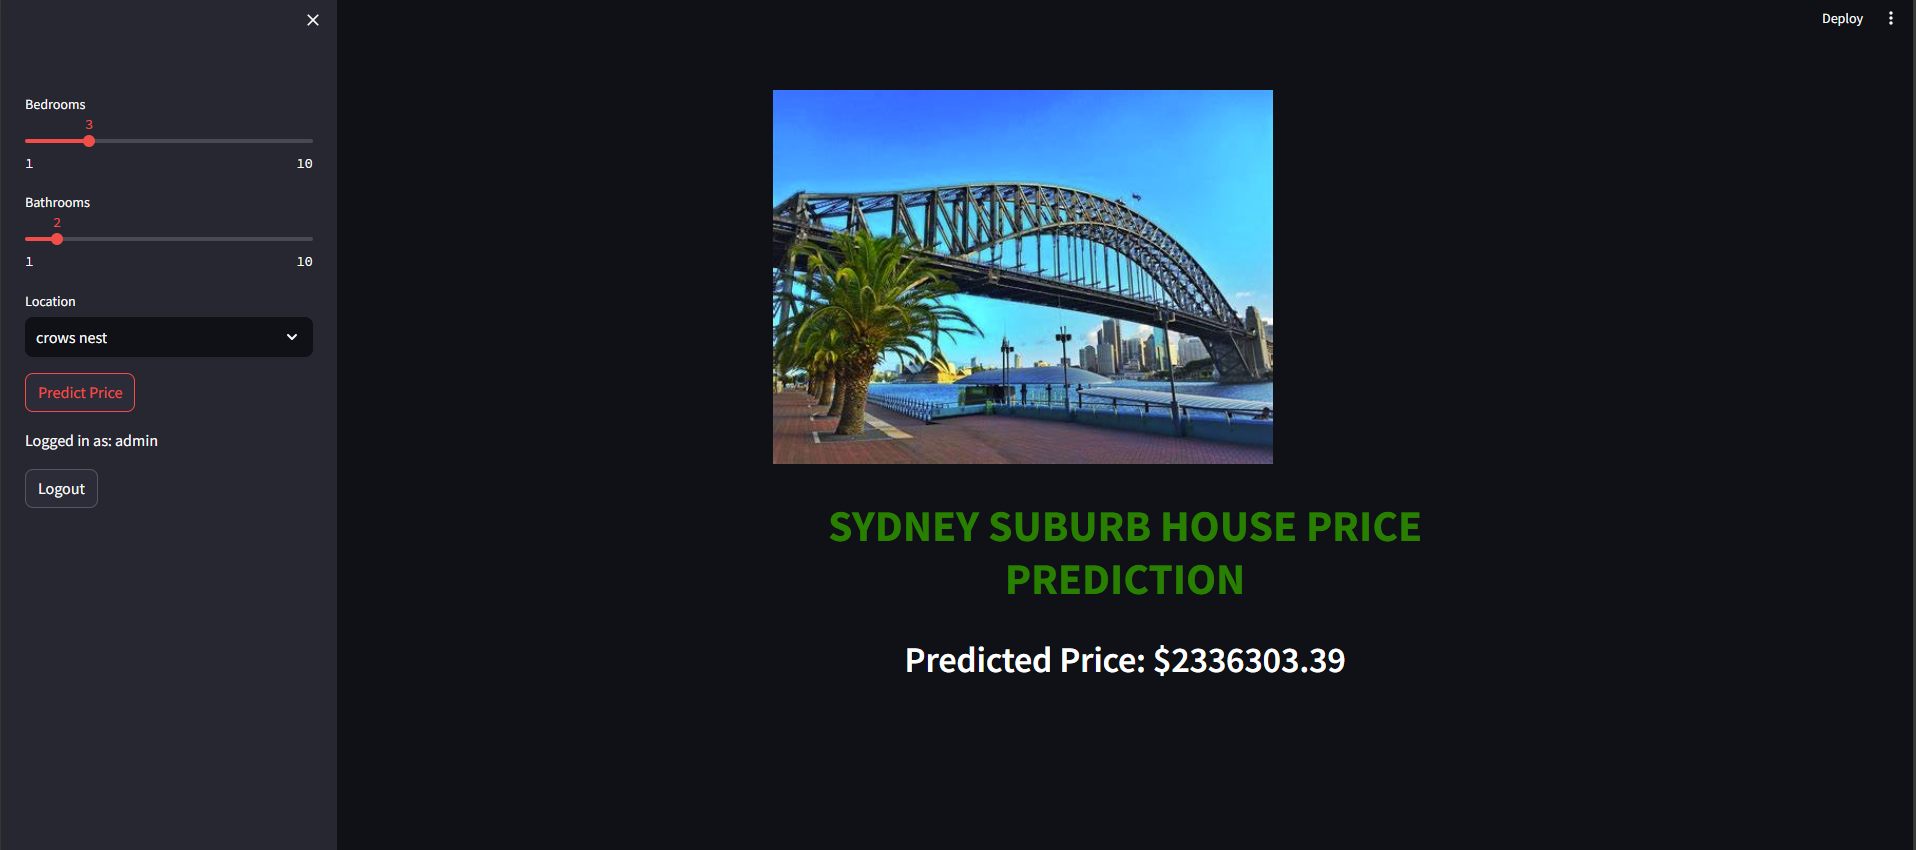 Deploy
Bedrooms
3
1 10
Bathrooms
2
1 10
Location
crows nest
Predict Price
Logged in as: admin
Logout
SYDNEY SUBURB HOUSE PRICE
PREDICTION
Predicted Price: $2336303.39